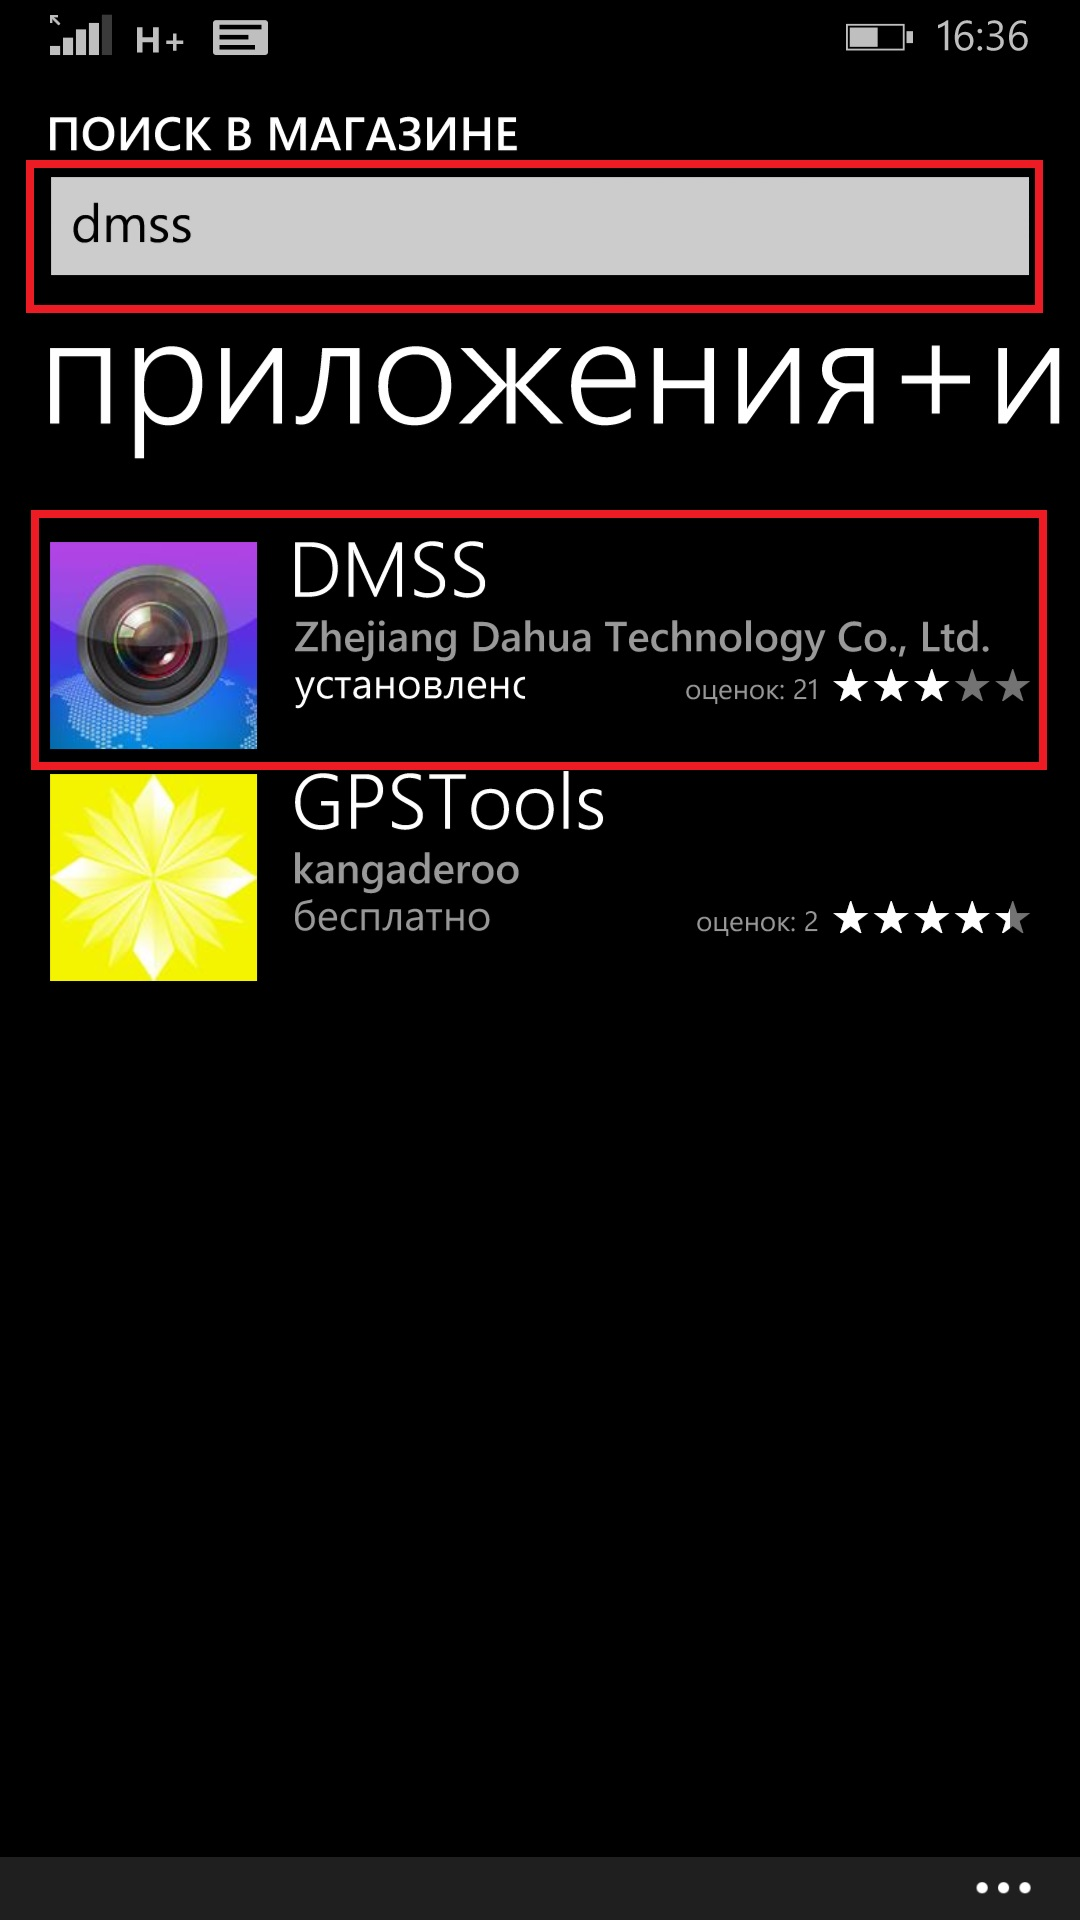 H+
16:36
ПОИСК В МАГАЗИНЕ
dmss
приложения+и
DMSS
Zhejiang Dahua Technology Co., Ltd.
установленс
оценок: 21
GPSTools
kangaderoo
бесплатно
оценок: 2